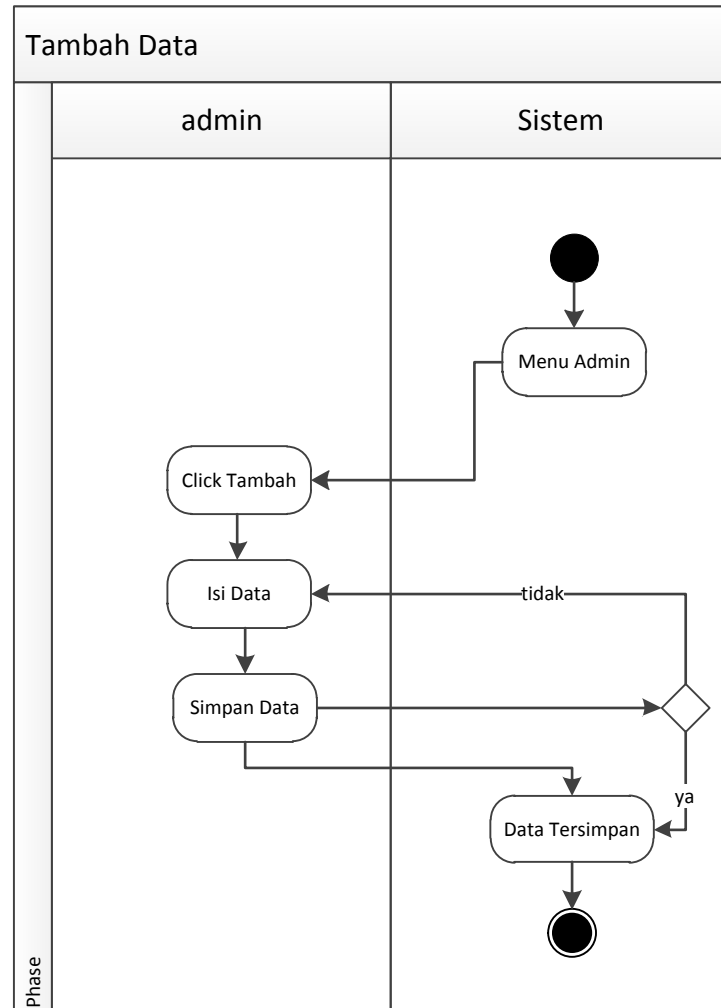 Tambah Data
admin
Sistem
Menu Admin
Click Tambah
Isi Data
tidak
Simpan Data
ya
Data Tersimpan
Phase